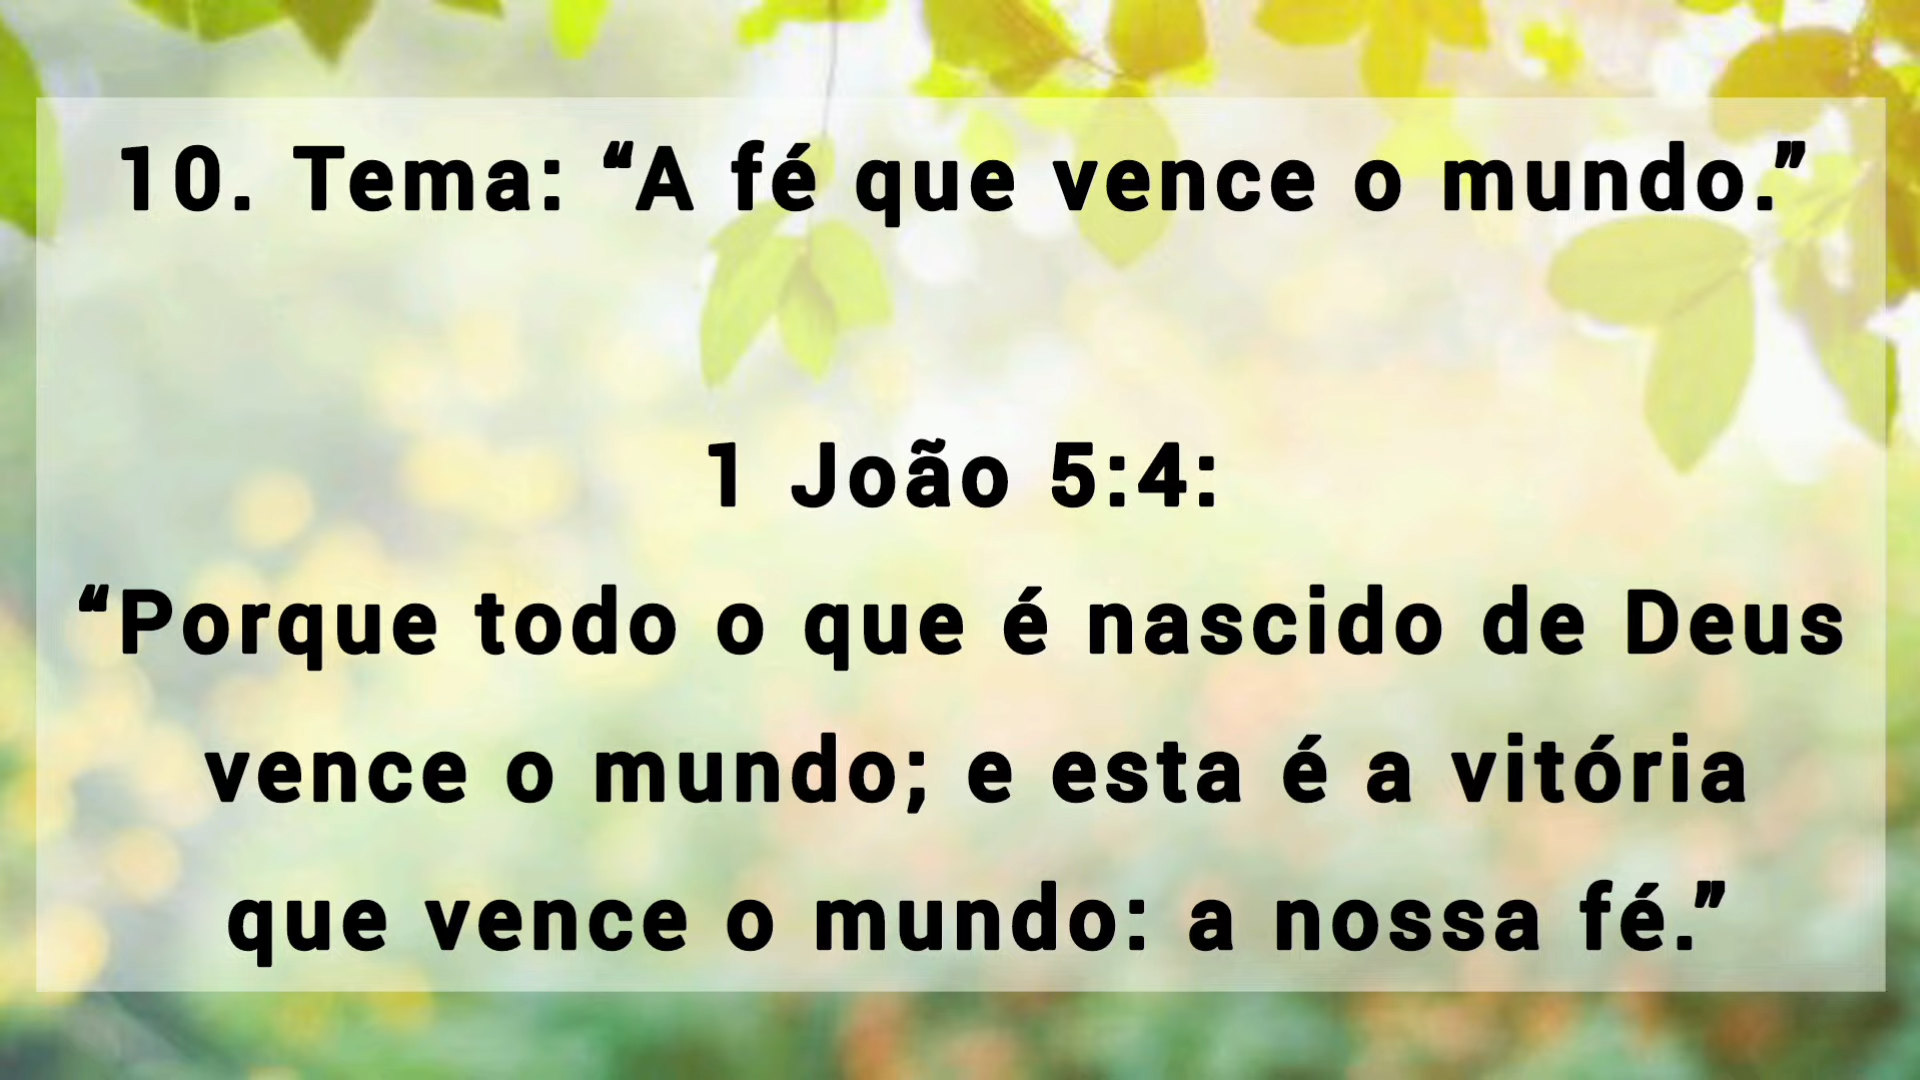 10. Tema: “A fé que vence o mundo.”
1 João 5:4:
“Porque todo o que é nascido de Deus
vence o mundo; e esta é a vitória
que vence o mundo: a nossa fé.”